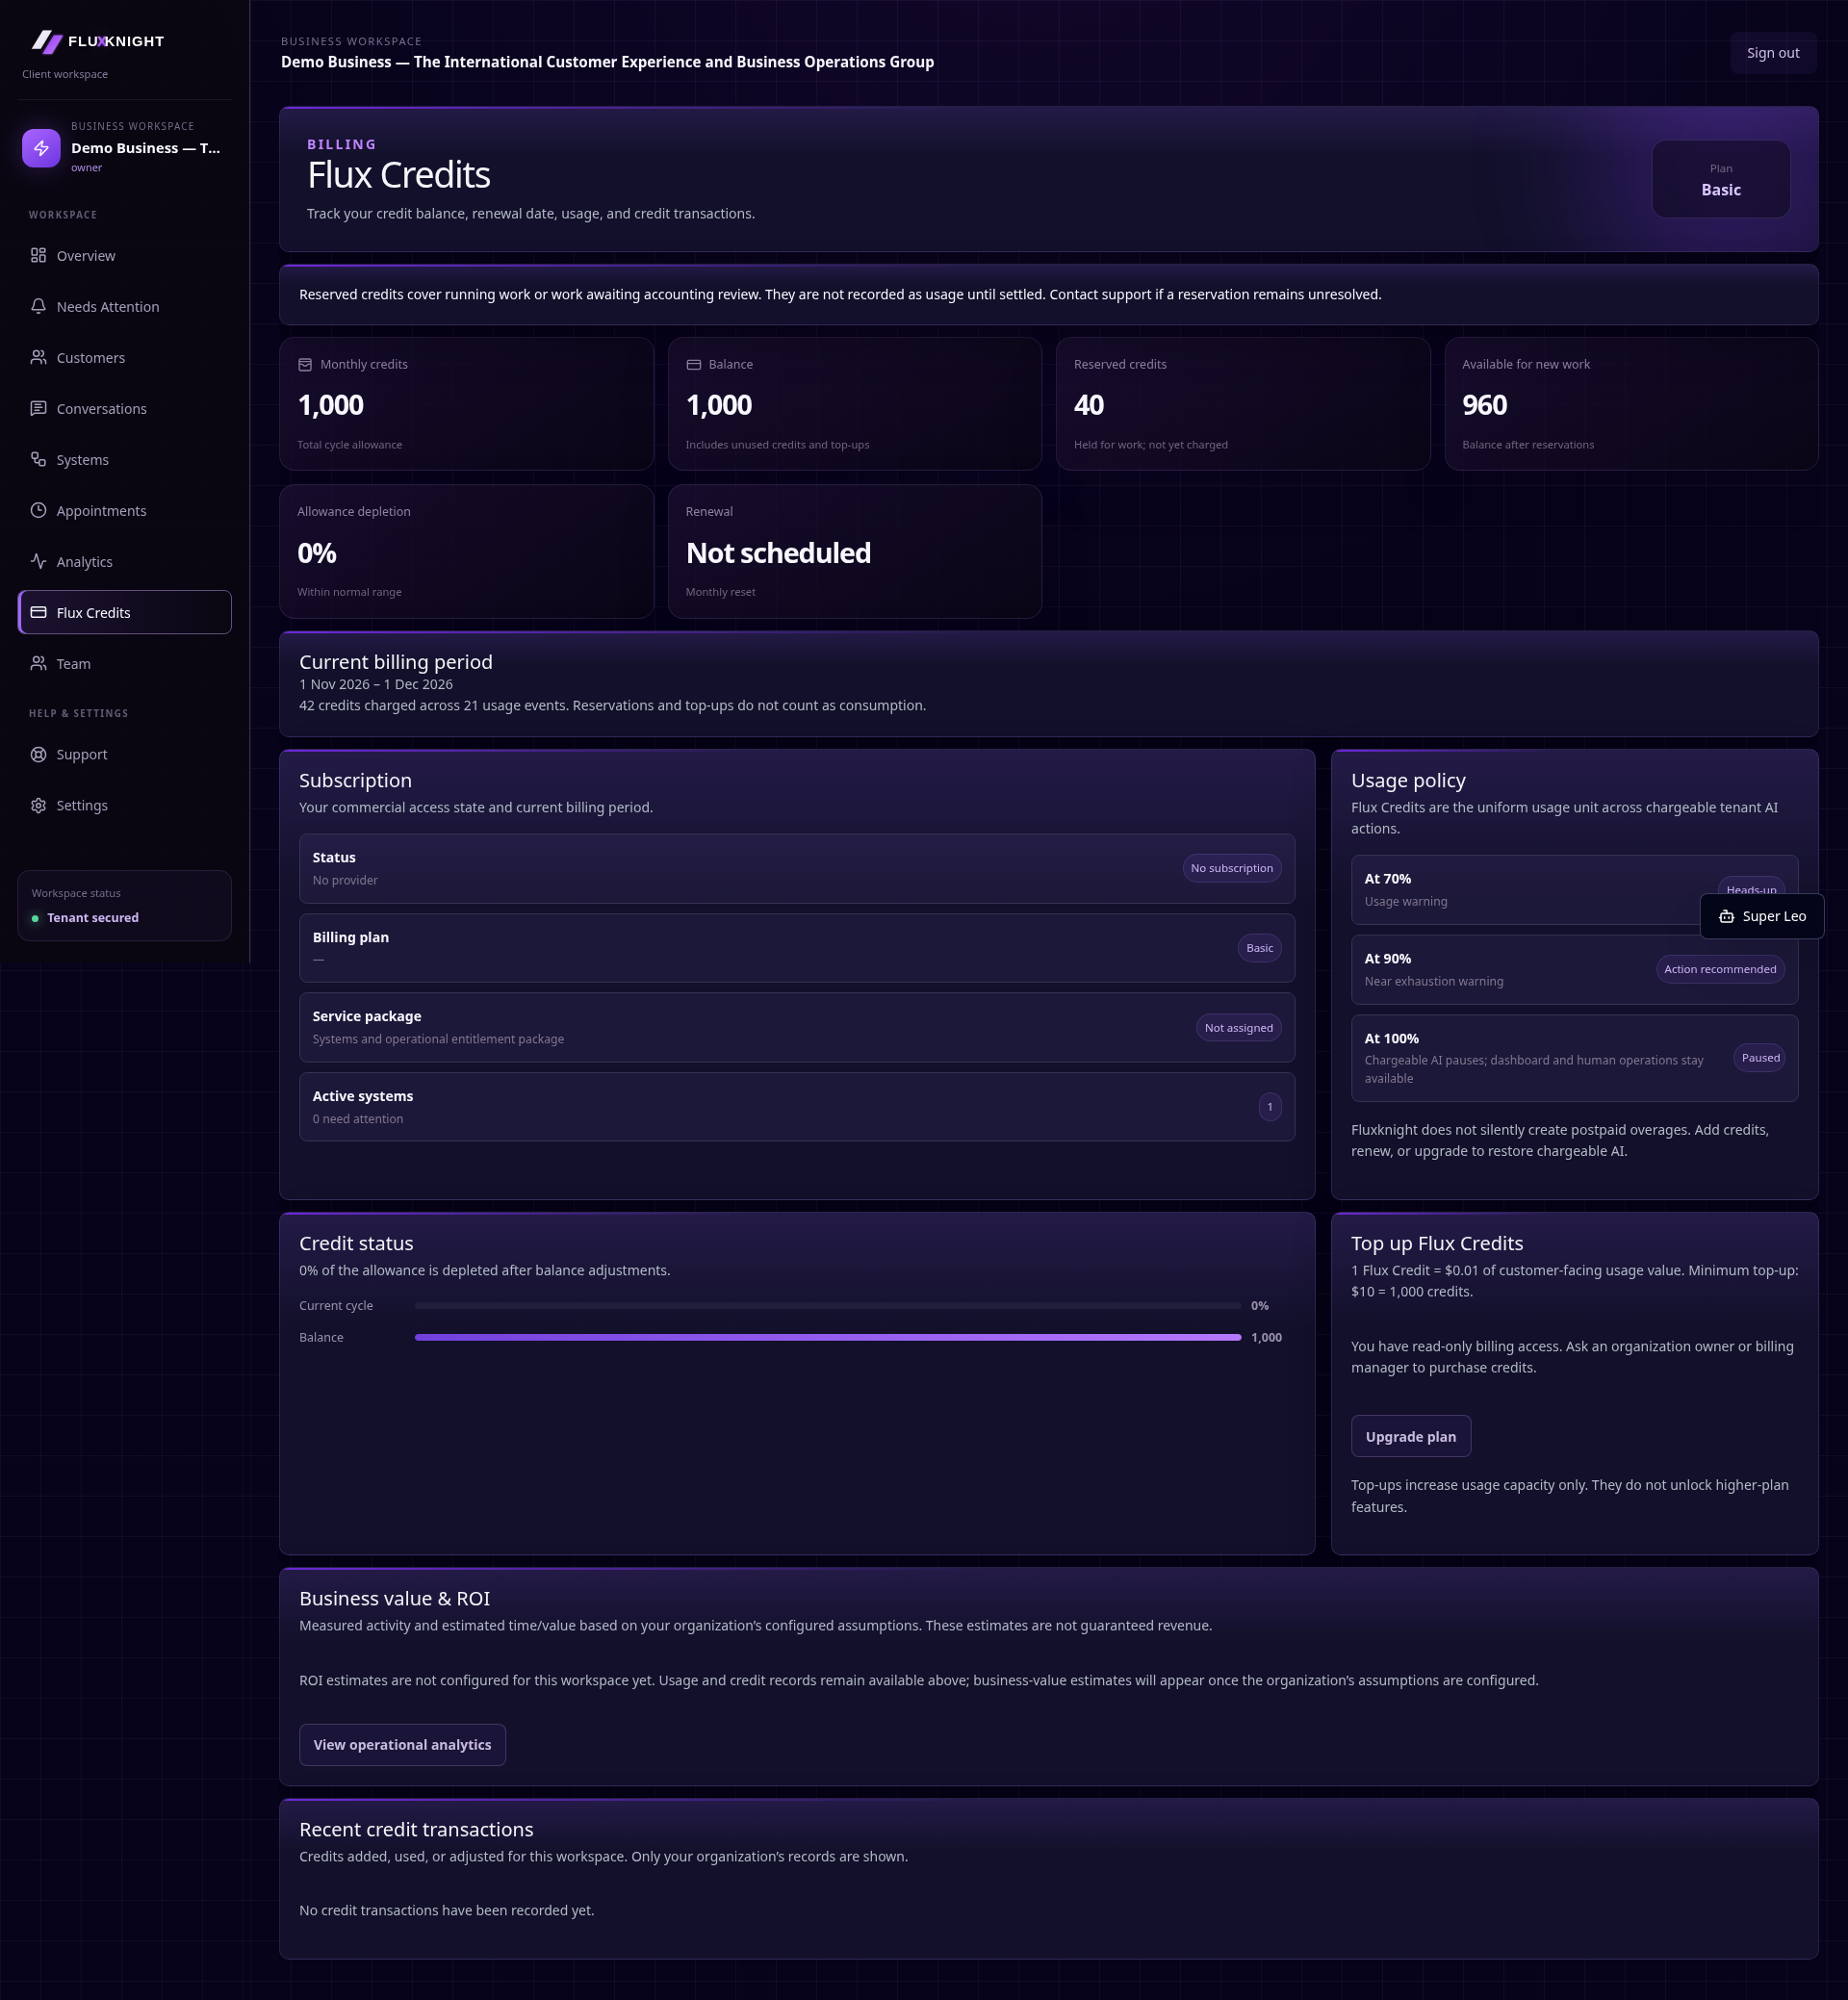 FLUXKNIGHT
Client workspace
BUSINESS WORKSPACE
Demo Business — T...
owner
WORKSPACE
Overview
Needs Attention
Customers
Conversations
Systems
Appointments
Analytics
Flux Credits
Team
HELP & SETTINGS
Support
Settings
Workspace status
Tenant secured
BUSINESS WORKSPACE
Demo Business — The International Customer Experience and Business Operations Group
Sign out
BILLING
Flux Credits
Track your credit balance, renewal date, usage, and credit transactions.
Plan
Basic
Reserved credits cover running work or work awaiting accounting review. They are not recorded as usage until settled. Contact support if a reservation remains unresolved.
Monthly credits
1,000
Total cycle allowance
Balance
1,000
Includes unused credits and top-ups
Reserved credits
40
Held for work; not yet charged
Available for new work
960
Balance after reservations
Allowance depletion
0%
Within normal range
Renewal
Not scheduled
Monthly reset
Current billing period
1 Nov 2026 – 1 Dec 2026
42 credits charged across 21 usage events. Reservations and top-ups do not count as consumption.
Subscription
Your commercial access state and current billing period.
Status
No provider
No subscription
Billing plan
—
Basic
Service package
Systems and operational entitlement package
Not assigned
Active systems
0 need attention
1
Usage policy
Flux Credits are the uniform usage unit across chargeable tenant AI
actions.
At 70%
Usage warning
Heads-up
Super Leo
At 90%
Near exhaustion warning
Action recommended
At 100%
Chargeable AI pauses; dashboard and human operations stay
available
Paused
Fluxknight does not silently create postpaid overages. Add credits,
renew, or upgrade to restore chargeable AI.
Credit status
0% of the allowance is depleted after balance adjustments.
Current cycle
0%
Balance
1,000
Top up Flux Credits
1 Flux Credit = $0.01 of customer-facing usage value. Minimum top-up:
$10 = 1,000 credits.
You have read-only billing access. Ask an organization owner or billing
manager to purchase credits.
Upgrade plan
Top-ups increase usage capacity only. They do not unlock higher-plan
features.
Business value & ROI
Measured activity and estimated time/value based on your organization’s configured assumptions. These estimates are not guaranteed revenue.
ROI estimates are not configured for this workspace yet. Usage and credit records remain available above; business-value estimates will appear once the organization’s assumptions are configured.
View operational analytics
Recent credit transactions
Credits added, used, or adjusted for this workspace. Only your organization’s records are shown.
No credit transactions have been recorded yet.